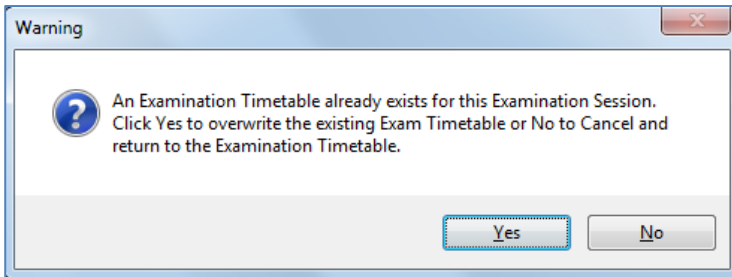 Warning
An Examination Timetable already exists for this Examination Session.
Click Yes to overwrite the existing Exam Timetable or No to Cancel and
return to the Examination Timetable.
Yes
No